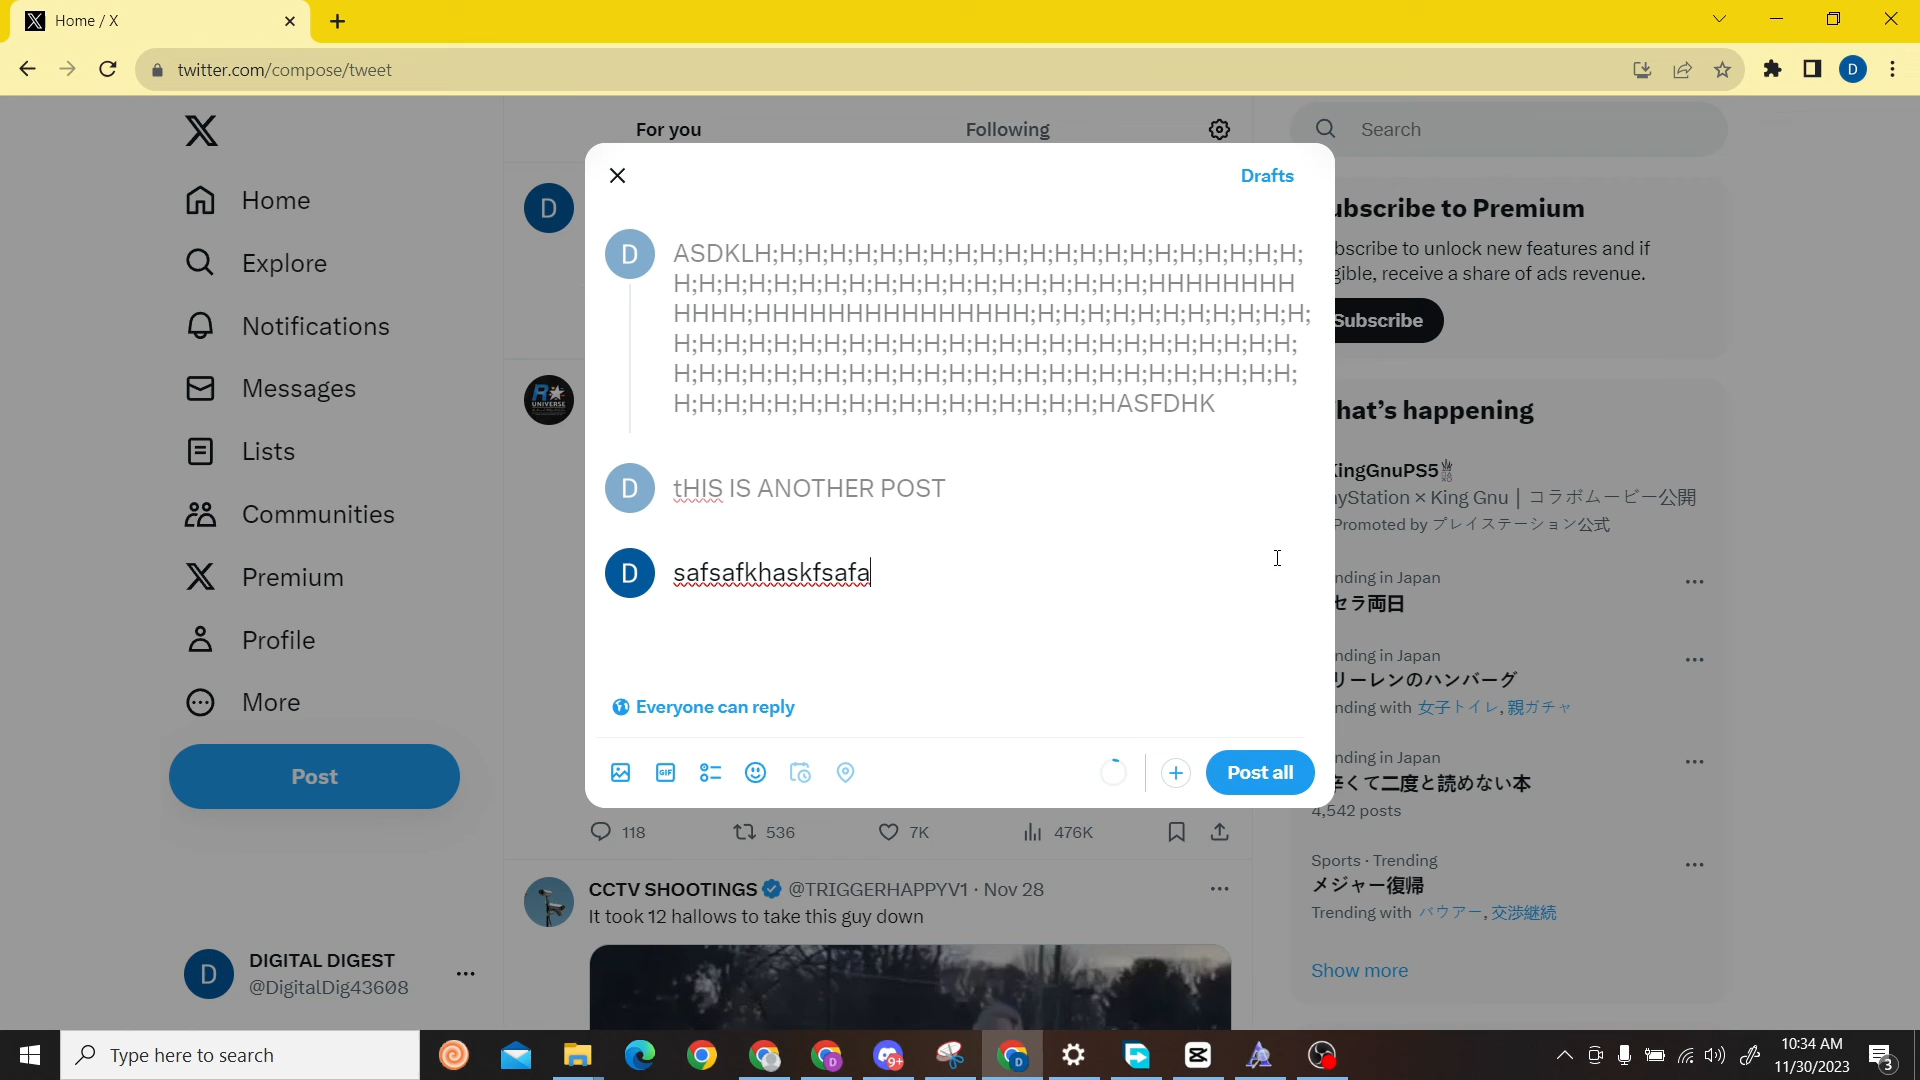 Home / X
twitter.com/compose/tweet
For you
Following
Search
Home
Explore
Notifications
Messages
Lists
Communities
Premium
Profile
More
Post
DIGITAL DIGEST
@DigitalDig43608
Drafts
ASDKLH;H;H;H;H;H;H;H;H;H;H;H;H;H;H;H;H;H;H;H;H;H;H;
H;H;H;H;H;H;H;H;H;H;H;H;H;H;H;H;H;H;H;HHHHHHHH
HHHH;HHHHHHHHHHHHHHH;H;H;H;H;H;H;H;H;H;H;H;
H;H;H;H;H;H;H;H;H;H;H;H;H;H;H;H;H;H;H;H;H;H;H;H;H;
H;H;H;H;H;H;H;H;H;H;H;H;H;H;H;H;H;H;H;H;H;H;H;H;H;
H;H;H;H;H;H;H;H;H;H;H;H;H;H;H;H;H;HASFDHK
tHIS IS ANOTHER POST
safsafkhaskfsafa
Everyone can reply
GIF
Post all
118 536 7K 476K
CCTV SHOOTINGS @TRIGGERHAPPYV1 · Nov 28
It took 12 hallows to take this guy down
ubscribe to Premium
bscribe to unlock new features and if
gible, receive a share of ads revenue.
Subscribe
hat's happening
ingGnuPS5
yStation × King Gnu | コラボムービー公開
Promoted by プレイステーション公式
nding in Japan
セラ両日
nding in Japan
リーレンのハンバーグ
nding with 女子トイレ, 親ガチャ
nding in Japan
辛くて二度と読めない本
4,542 posts
Sports · Trending
メジャー復帰
Trending with バウアー, 交渉継続
Show more
Type here to search
10:34 AM
11/30/2023
3